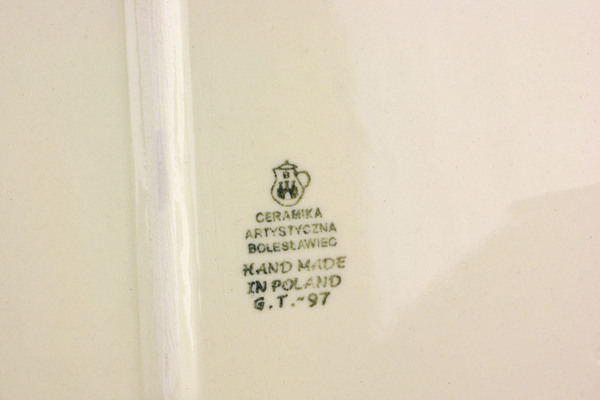 CERAMIKA
ARTYSTYCZNA
BOLESŁAWIEC
HAND MADE
IN POLAND
G.T.~97